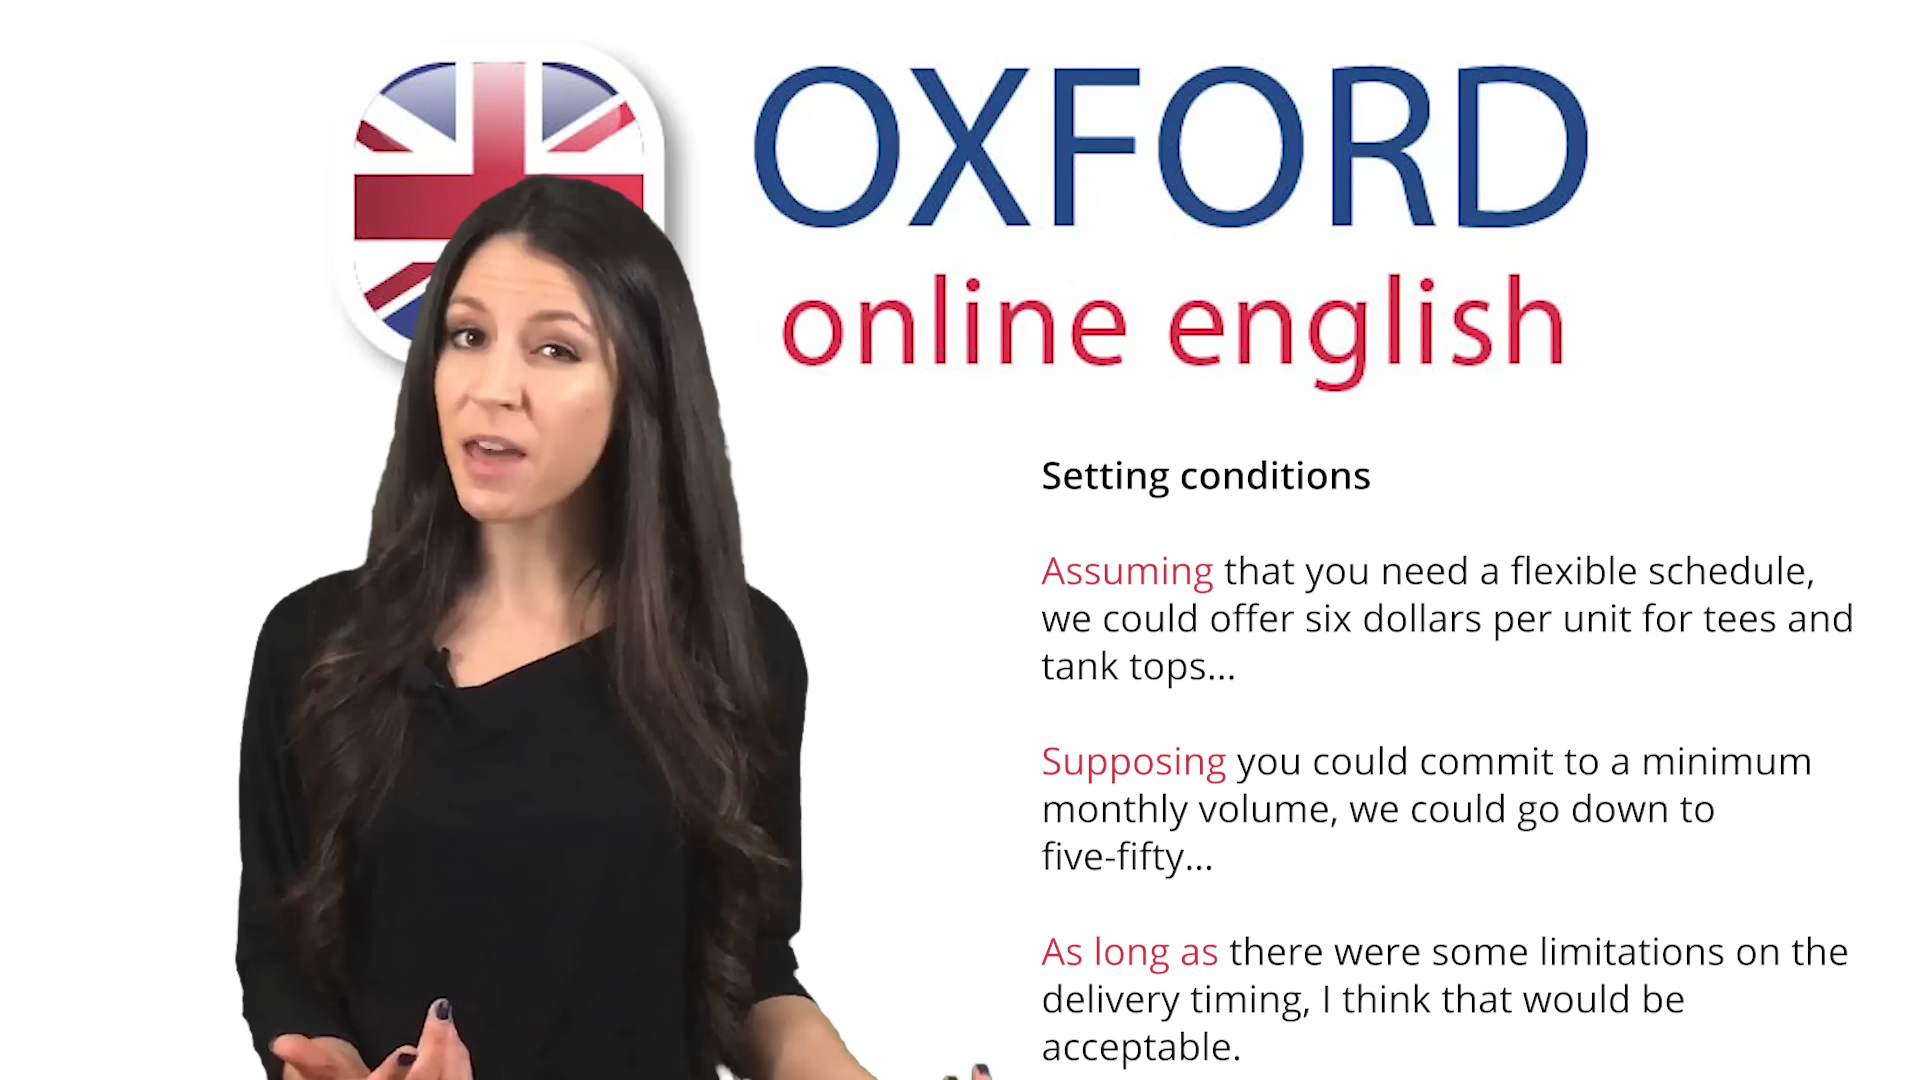 OXFORD
online english
Setting conditions
Assuming that you need a flexible schedule,
we could offer six dollars per unit for tees and
tank tops...
Supposing you could commit to a minimum
monthly volume, we could go down to
five-fifty...
As long as there were some limitations on the
delivery timing, I think that would be
acceptable.